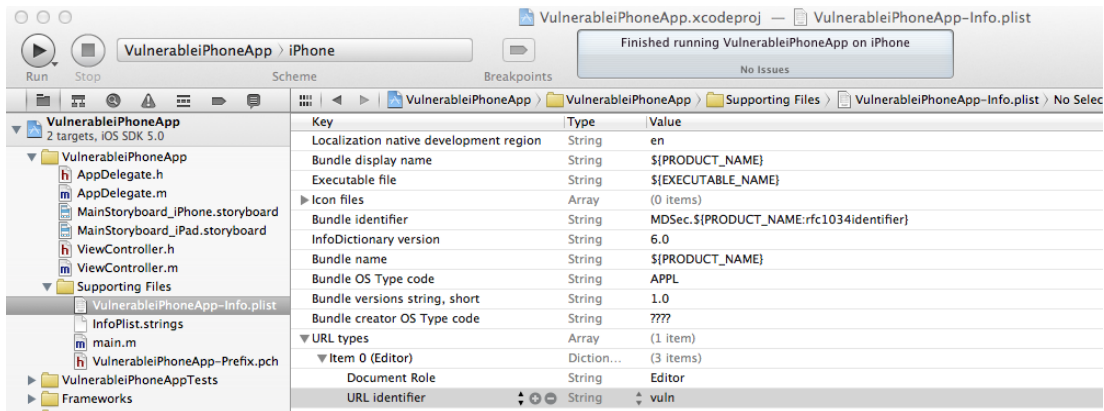 VulnerableiPhoneApp.xcodeproj — VulnerableiPhoneApp-Info.plist
VulnerableiPhoneApp iPhone
Finished running VulnerableiPhoneApp on iPhone
No Issues
Run Stop Scheme Breakpoints
VulnerableiPhoneApp VulnerableiPhoneApp Supporting Files VulnerableiPhoneApp-Info.plist No Selec
VulnerableiPhoneApp
2 targets, iOS SDK 5.0
VulnerableiPhoneApp
h AppDelegate.h
m AppDelegate.m
MainStoryboard_iPhone.storyboard
MainStoryboard_iPad.storyboard
h ViewController.h
m ViewController.m
Supporting Files
VulnerableiPhoneApp-Info.plist
InfoPlist.strings
m main.m
h VulnerableiPhoneApp-Prefix.pch
VulnerableiPhoneAppTests
Frameworks
Key Type Value
Localization native development region String en
Bundle display name String ${PRODUCT_NAME}
Executable file String ${EXECUTABLE_NAME}
Icon files Array (0 items)
Bundle identifier String MDSec.${PRODUCT_NAME:rfc1034identifier}
InfoDictionary version String 6.0
Bundle name String ${PRODUCT_NAME}
Bundle OS Type code String APPL
Bundle versions string, short String 1.0
Bundle creator OS Type code String ????
URL types Array (1 item)
Item 0 (Editor) Diction... (3 items)
Document Role String Editor
URL identifier String vuln